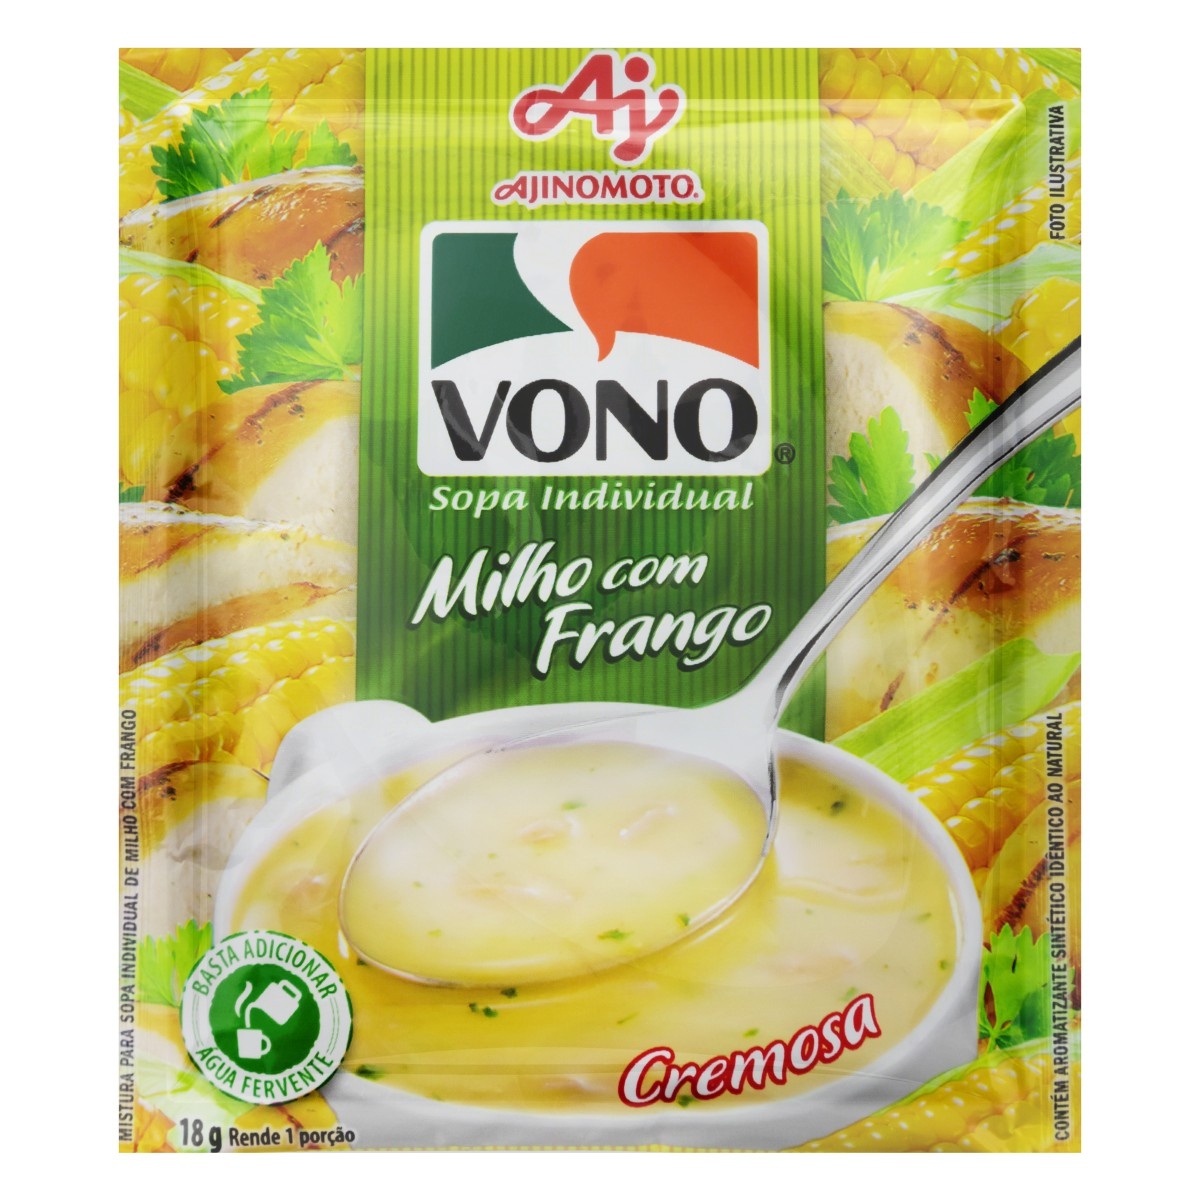 Aj
AJINOMOTO®
VONO®
Sopa Individual
Milho com
Frango
Cremosa
BASTA ADICIONAR
ÁGUA FERVENTE
18 g Rende 1 porção
MISTURA PARA SOPA INDIVIDUAL DE MILHO COM FRANGO
FOTO ILUSTRATIVA
CONTÉM AROMATIZANTE SINTÉTICO IDÊNTICO AO NATURAL